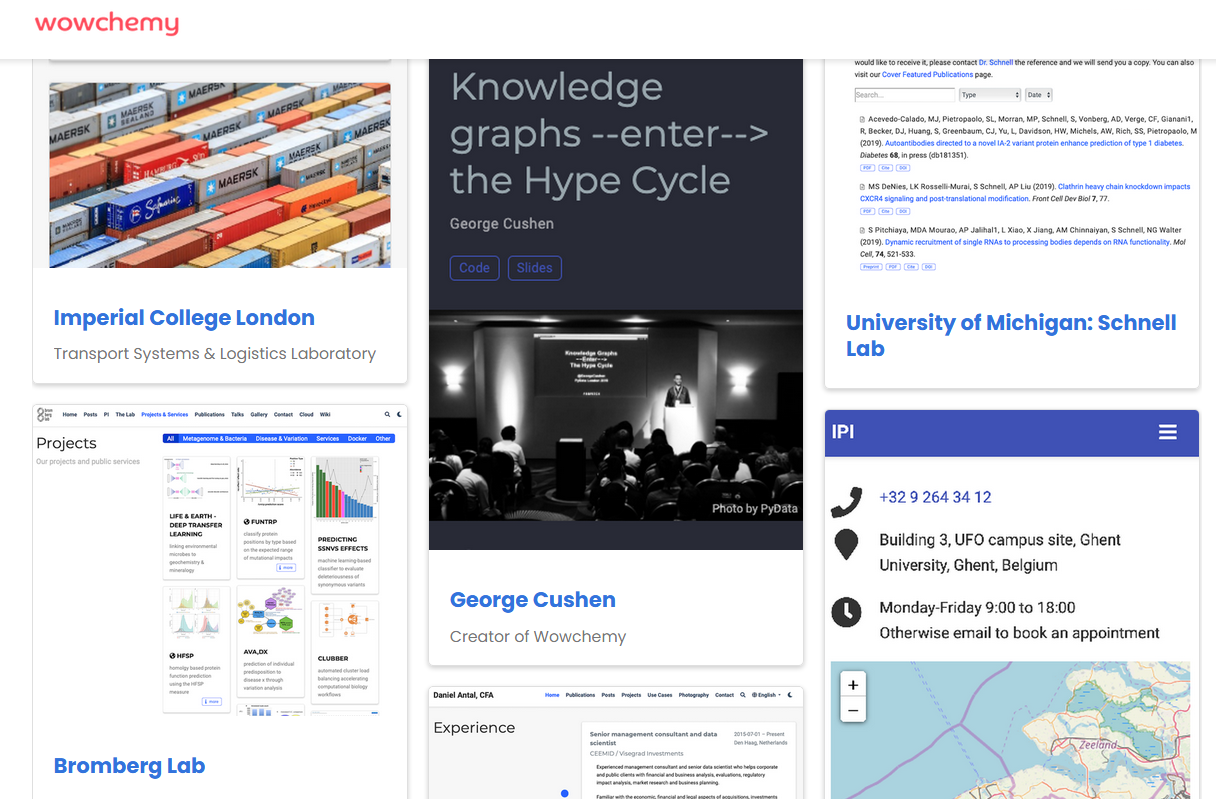 wowchemy
MAERSK
MAERSK
SEALAND
MAERSK
MAERSK
HAMBURG SÜD
MAERSK
Safmarine
Imperial College London
Transport Systems & Logistics Laboratory
Home Posts PI The Lab Projects & Services Publications Talks Gallery Contact Cloud Wiki
Projects
Our projects and public services
All Metagenome & Bacteria Disease & Variation Services Docker Other
LIFE & EARTH -
DEEP TRANSFER
LEARNING
linking environmental
microbes to
geochemistry &
mineralogy
FUNTRP
classify protein
positions by type based
on the expected range
of mutational impacts
more
PREDICTING
SSNVS EFFECTS
machine learning-based
classifier to evaluate
deleteriousness of
synonymous variants
HFSP
homology based protein
function prediction
using the HFSP
measure
more
AVA,DX
prediction of individual
predisposition to
disease x through
variation analysis
CLUBBER
automated cluster load
balancing accelerating
computational biology
workflows
Bromberg Lab
Knowledge
graphs --enter-->
the Hype Cycle
George Cushen
Code Slides
Knowledge Graphs
--Enter-->
The Hype Cycle
@GeorgeCushen
PyData London 2019
Photo by PyData
George Cushen
Creator of Wowchemy
Daniel Antal, CFA
Home Publications Posts Projects Use Cases Photography Contact English
Experience
Senior management consultant and data
scientist
CEEMID / Visegrad Investments
2015-07-01 – Present
Den Haag, Netherlands
Experienced management consultant and senior data scientist who helps corporate
and public clients with financial and business analysis, evaluations, regulatory
impact analysis, market research and business planning.
Familiar with the economic, financial and legal aspects of acquisitions, investments
would like to receive it, please contact Dr. Schnell the reference and we will send you a copy. You can also
visit our Cover Featured Publications page.
Search... Type Date
Acevedo-Calado, MJ, Pietropaolo, SL, Morran, MP, Schnell, S, Vonberg, AD, Verge, CF, Gianani1,
R, Becker, DJ, Huang, S, Greenbaum, CJ, Yu, L, Davidson, HW, Michels, AW, Rich, SS, Pietropaolo, M
(2019). Autoantibodies directed to a novel IA-2 variant protein enhance prediction of type 1 diabetes.
Diabetes 68, in press (db181351).
PDF Cite DOI
MS DeNies, LK Rosselli-Murai, S Schnell, AP Liu (2019). Clathrin heavy chain knockdown impacts
CXCR4 signaling and post-translational modification. Front Cell Dev Biol 7, 77.
PDF Cite DOI
S Pitchiaya, MDA Mourao, AP Jalihal1, L Xiao, X Jiang, AM Chinnaiyan, S Schnell, NG Walter
(2019). Dynamic recruitment of single RNAs to processing bodies depends on RNA functionality. Mol
Cell, 74, 521-533.
Preprint PDF Cite DOI
University of Michigan: Schnell
Lab
IPI
+32 9 264 34 12
Building 3, UFO campus site, Ghent
University, Ghent, Belgium
Monday-Friday 9:00 to 18:00
Otherwise email to book an appointment
+
−
Zeeland